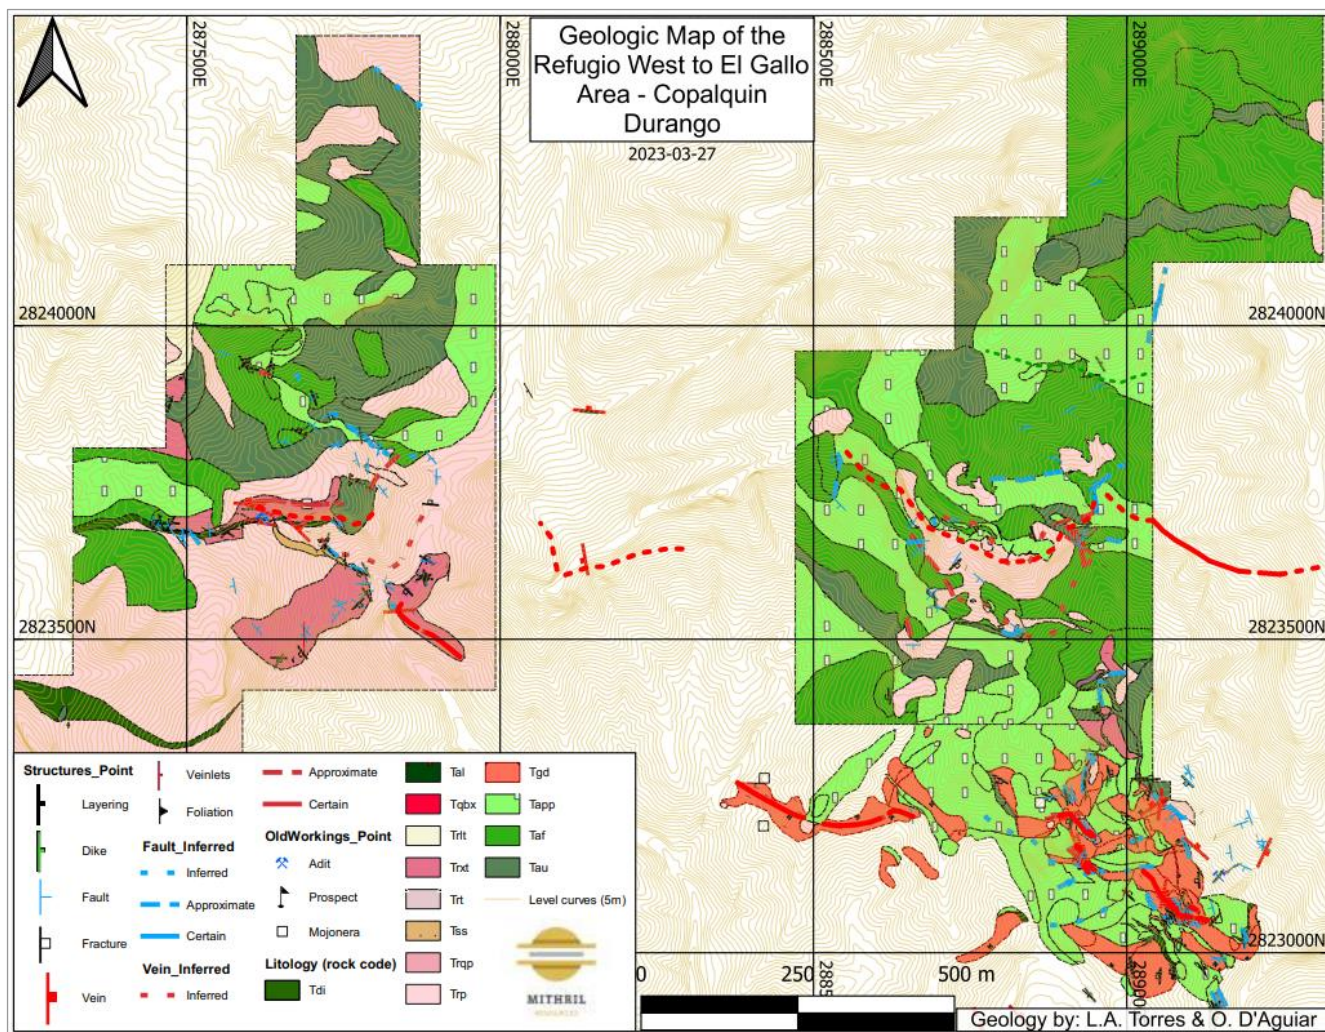 Geologic Map of the
Refugio West to El Gallo
Area - Copalquin
Durango
2023-03-27
287500E
288000E
288500E
289000E
2824000N
2824000N
2823500N
2823500N
2823000N
Structures_Point
Layering
Dike
Fault
Fracture
Vein
Veinlets
Foliation
Fault_Inferred
Inferred
Approximate
Certain
Vein_Inferred
Inferred
Approximate
Certain
OldWorkings_Point
Adit
Prospect
Mojonera
Litology (rock code)
Tdi
Tal
Tqbx
Trlt
Trxt
Trt
Tss
Trqp
Trp
Tgd
Tapp
Taf
Tau
Level curves (5m)
MITHRIL
RESOURCES
0 250 500 m
Geology by: L.A. Torres & O. D'Aguiar